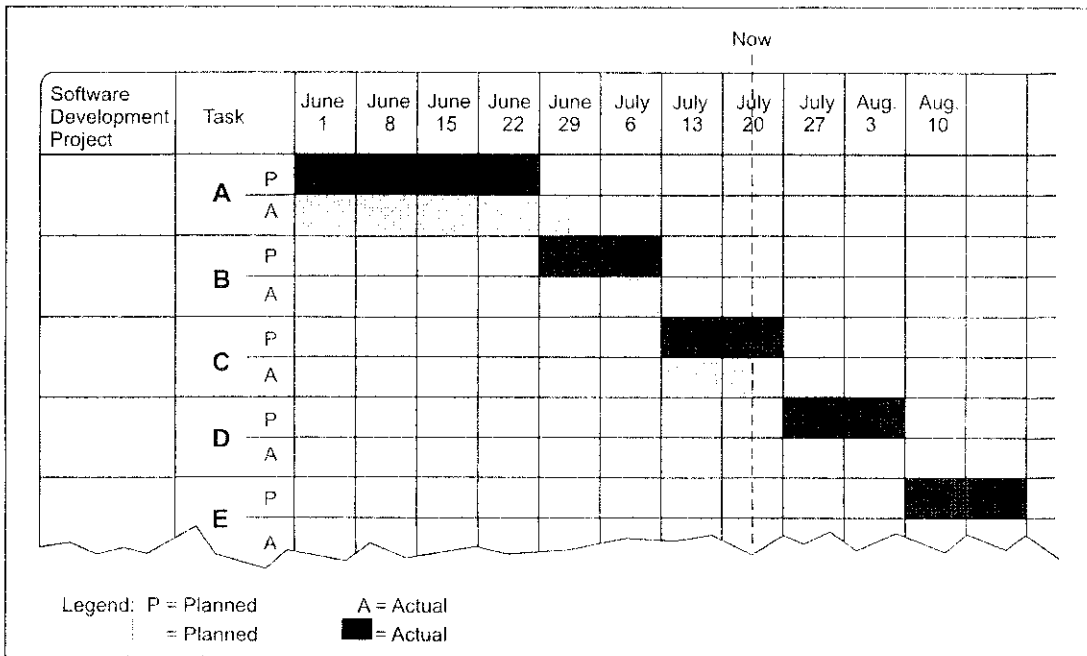 Now
Software Development Project
Task
June 1
June 8
June 15
June 22
June 29
July 6
July 13
July 20
July 27
Aug. 3
Aug. 10
A
P
A
B
P
A
C
P
A
D
P
A
E
P
A
Legend: P = Planned A = Actual
= Planned = Actual